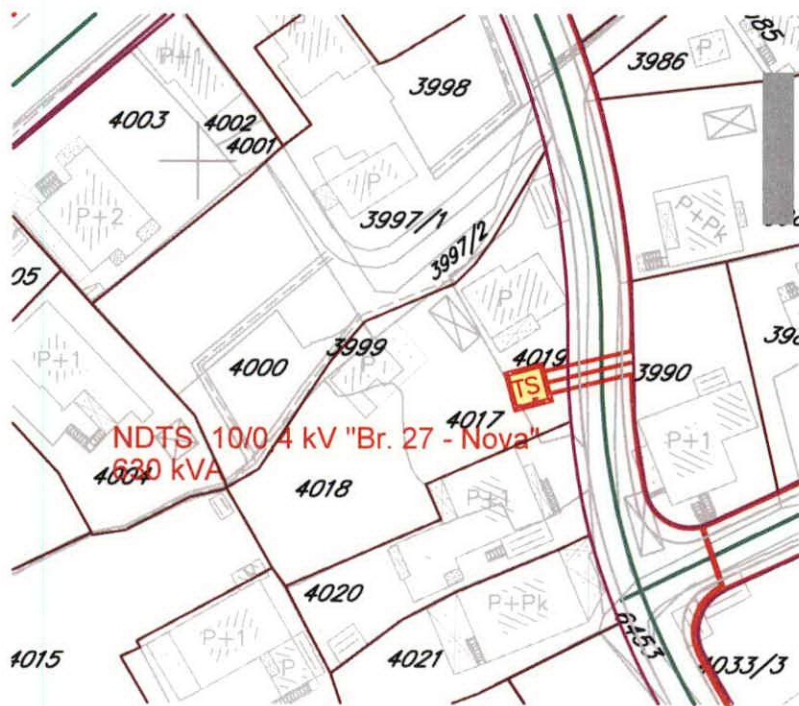 P+1
P
3998
3986
4003
4002
4001
P
P
P+2
3997/1
P+Pk
3997/2
P
P+1
3999
4000
P
4019
3990
TS
4017
P+1
NDTS 10/0.4 kV "Br. 27 - Nova"
630 kVA
4004
4018
P+1
4020
P+Pk
6453
P+1
4015
P
4021
4033/3